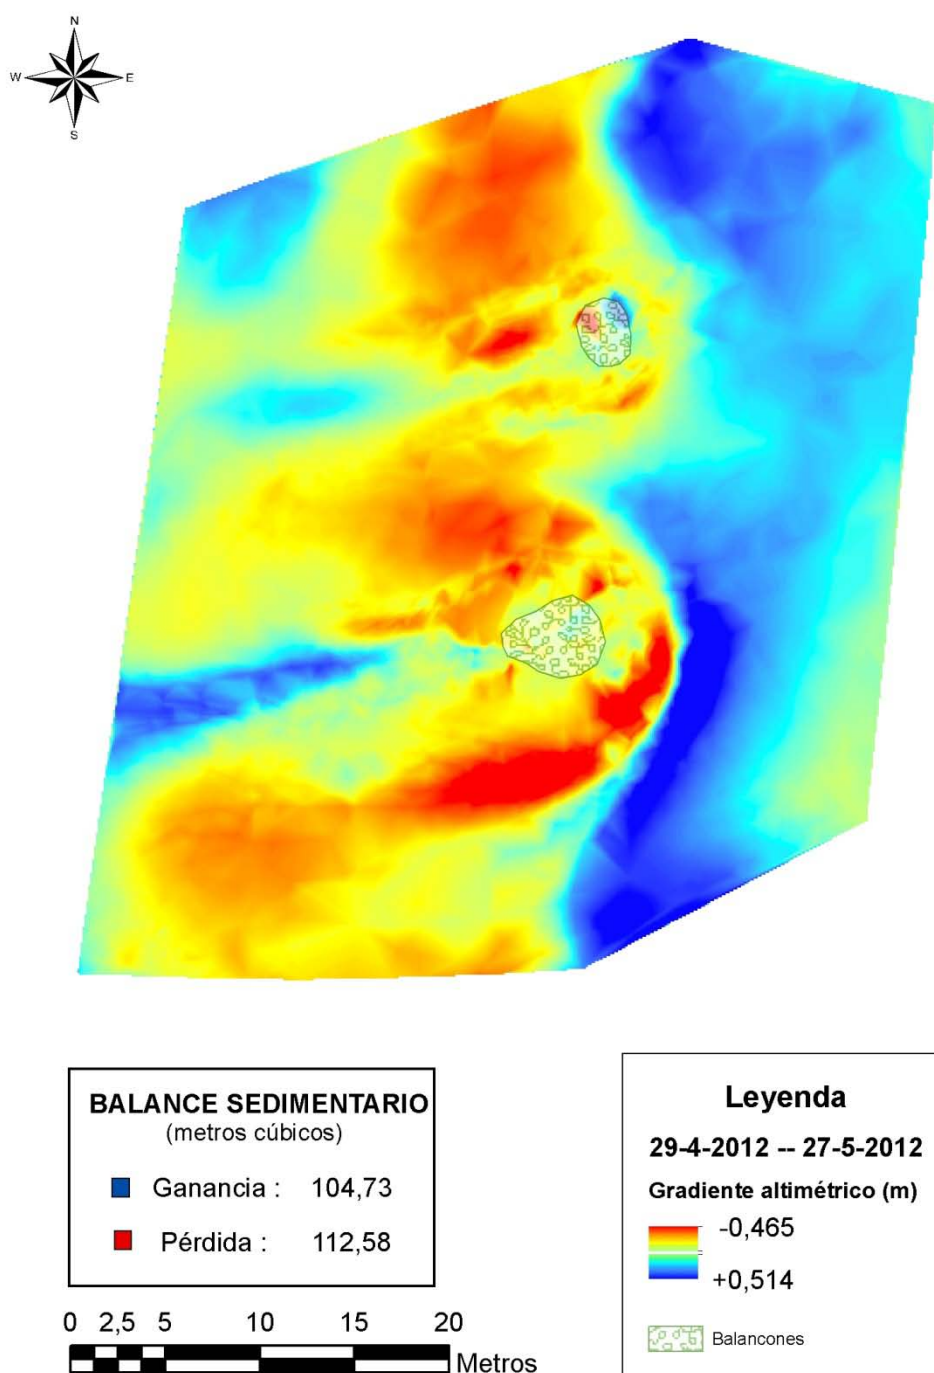 N
W E
S
BALANCE SEDIMENTARIO
(metros cúbicos)
Ganancia : 104,73
Pérdida : 112,58
0 2,5 5 10 15 20
Metros
Leyenda
29-4-2012 -- 27-5-2012
Gradiente altimétrico (m)
-0,465
+0,514
Balancones